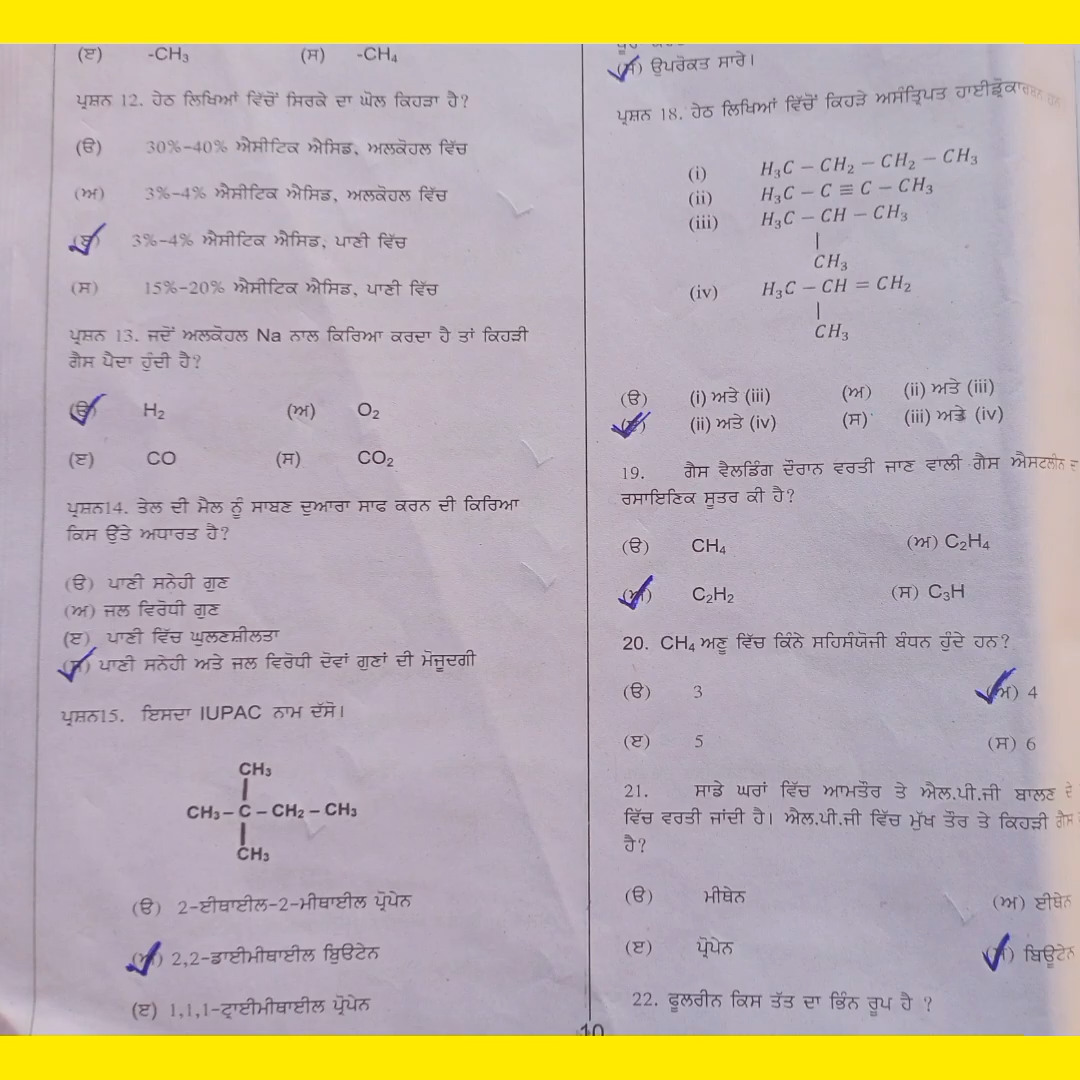 (ੲ) -CH₃ (ਸ) -CH₄
ਪ੍ਰਸ਼ਨ 12. ਹੇਠ ਲਿਖਿਆਂ ਵਿੱਚੋਂ ਸਿਰਕੇ ਦਾ ਘੋਲ ਕਿਹੜਾ ਹੈ?
(ੳ) 30%-40% ਐਸੀਟਿਕ ਐਸਿਡ, ਅਲਕੋਹਲ ਵਿੱਚ
(ਅ) 3%-4% ਐਸੀਟਿਕ ਐਸਿਡ, ਅਲਕੋਹਲ ਵਿੱਚ
3%-4% ਐਸੀਟਿਕ ਐਸਿਡ, ਪਾਣੀ ਵਿੱਚ
(ਸ) 15%-20% ਐਸੀਟਿਕ ਐਸਿਡ, ਪਾਣੀ ਵਿੱਚ
ਪ੍ਰਸ਼ਨ 13. ਜਦੋਂ ਅਲਕੋਹਲ Na ਨਾਲ ਕਿਰਿਆ ਕਰਦਾ ਹੈ ਤਾਂ ਕਿਹੜੀ
ਗੈਸ ਪੈਦਾ ਹੁੰਦੀ ਹੈ?
(ੳ) H₂ (ਅ) O₂
(ੲ) CO (ਸ) CO₂
ਪ੍ਰਸ਼ਨ14. ਤੇਲ ਦੀ ਮੈਲ ਨੂੰ ਸਾਬਣ ਦੁਆਰਾ ਸਾਫ ਕਰਨ ਦੀ ਕਿਰਿਆ
ਕਿਸ ਉੱਤੇ ਅਧਾਰਤ ਹੈ?
(ੳ) ਪਾਣੀ ਸਨੇਹੀ ਗੁਣ
(ਅ) ਜਲ ਵਿਰੋਧੀ ਗੁਣ
(ੲ) ਪਾਣੀ ਵਿੱਚ ਘੁਲਣਸ਼ੀਲਤਾ
(ਸ) ਪਾਣੀ ਸਨੇਹੀ ਅਤੇ ਜਲ ਵਿਰੋਧੀ ਦੋਵਾਂ ਗੁਣਾਂ ਦੀ ਮੌਜੂਦਗੀ
ਪ੍ਰਸ਼ਨ15. ਇਸਦਾ IUPAC ਨਾਮ ਦੱਸੋ।
CH₃
CH₃ – C – CH₂ – CH₃
CH₃
(ੳ) 2-ਈਥਾਈਲ-2-ਮੀਥਾਈਲ ਪ੍ਰੋਪੇਨ
(ਅ) 2,2-ਡਾਈਮੀਥਾਈਲ ਬਿਊਟੇਨ
(ੲ) 1,1,1-ਟ੍ਰਾਈਮੀਥਾਈਲ ਪ੍ਰੋਪੇਨ
(ਸ) ਉਪਰੋਕਤ ਸਾਰੇ।
ਪ੍ਰਸ਼ਨ 18. ਹੇਠ ਲਿਖਿਆਂ ਵਿੱਚੋਂ ਕਿਹੜੇ ਅਸੰਤ੍ਰਿਪਤ ਹਾਈਡ੍ਰੋਕਾਰਬਨ ਹਨ
(i) H₃C – CH₂ – CH₂ – CH₃
(ii) H₃C – C ≡ C – CH₃
(iii) H₃C – CH – CH₃
CH₃
(iv) H₃C – CH = CH₂
CH₃
(ੳ) (i) ਅਤੇ (iii) (ਅ) (ii) ਅਤੇ (iii)
(ii) ਅਤੇ (iv) (ਸ) (iii) ਅਤੇ (iv)
19. ਗੈਸ ਵੈਲਡਿੰਗ ਦੌਰਾਨ ਵਰਤੀ ਜਾਣ ਵਾਲੀ ਗੈਸ ਐਸਟਲੀਨ ਦਾ
ਰਸਾਇਣਿਕ ਸੂਤਰ ਕੀ ਹੈ?
(ੳ) CH₄ (ਅ) C₂H₄
C₂H₂ (ਸ) C₃H
20. CH₄ ਅਣੂ ਵਿੱਚ ਕਿੰਨੇ ਸਹਿਸੰਯੋਜੀ ਬੰਧਨ ਹੁੰਦੇ ਹਨ?
(ੳ) 3 (ਅ) 4
(ੲ) 5 (ਸ) 6
21. ਸਾਡੇ ਘਰਾਂ ਵਿੱਚ ਆਮਤੌਰ ਤੇ ਐਲ.ਪੀ.ਜੀ ਬਾਲਣ ਦੇ
ਵਿੱਚ ਵਰਤੀ ਜਾਂਦੀ ਹੈ। ਐਲ.ਪੀ.ਜੀ ਵਿੱਚ ਮੁੱਖ ਤੌਰ ਤੇ ਕਿਹੜੀ ਗੈਸ
ਹੈ?
(ੳ) ਮੀਥੇਨ (ਅ) ਈਥੇਨ
(ੲ) ਪ੍ਰੋਪੇਨ (ਸ) ਬਿਊਟੇਨ
22. ਫੂਲਰੀਨ ਕਿਸ ਤੱਤ ਦਾ ਭਿੰਨ ਰੂਪ ਹੈ ?
10